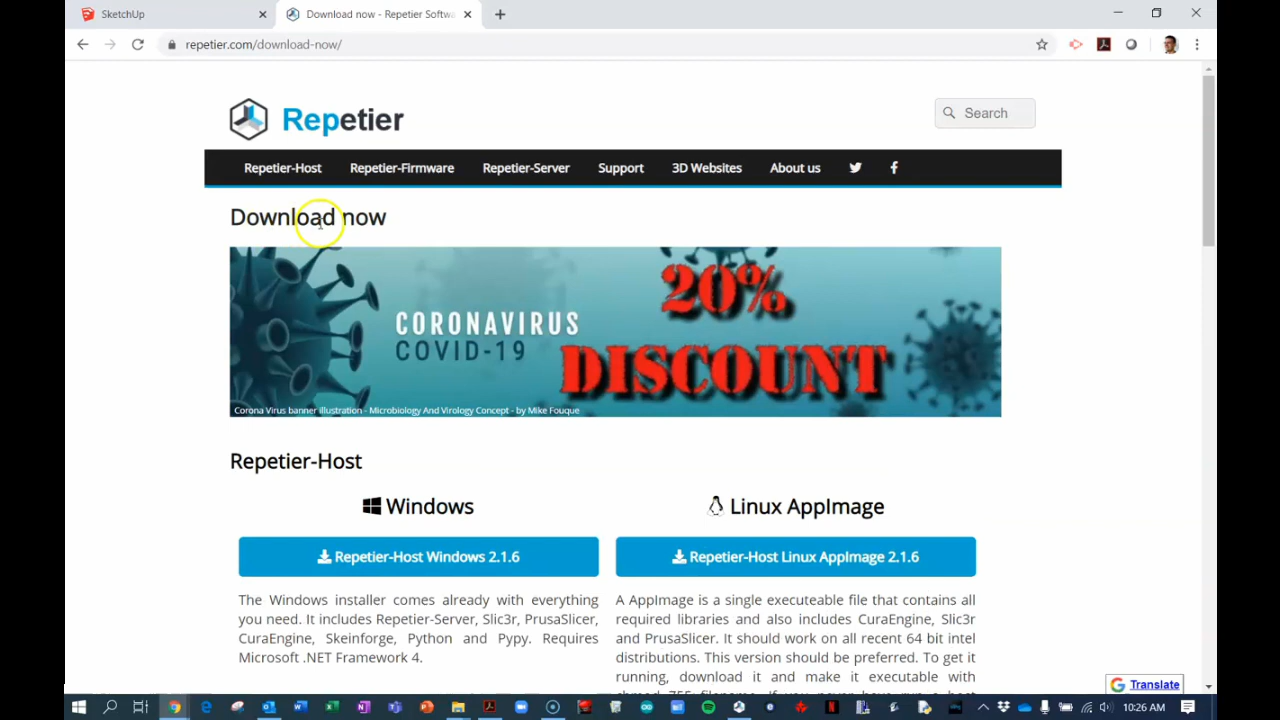 SketchUp
Download now - Repetier Softwa
repetier.com/download-now/
Repetier
Search
Repetier-Host Repetier-Firmware Repetier-Server Support 3D Websites About us
Download now
CORONAVIRUS
COVID-19
20%
DISCOUNT
Corona Virus banner illustration - Microbiology And Virology Concept - by Mike Fouque
Repetier-Host
Windows
Repetier-Host Windows 2.1.6
The Windows installer comes already with everything
you need. It includes Repetier-Server, Slic3r, PrusaSlicer,
CuraEngine, Skeinforge, Python and Pypy. Requires
Microsoft .NET Framework 4.
Linux AppImage
Repetier-Host Linux AppImage 2.1.6
A AppImage is a single executeable file that contains all
required libraries and also includes CuraEngine, Slic3r
and PrusaSlicer. It should work on all recent 64 bit intel
distributions. This version should be preferred. To get it
running, download it and make it executable with
Translate
10:26 AM